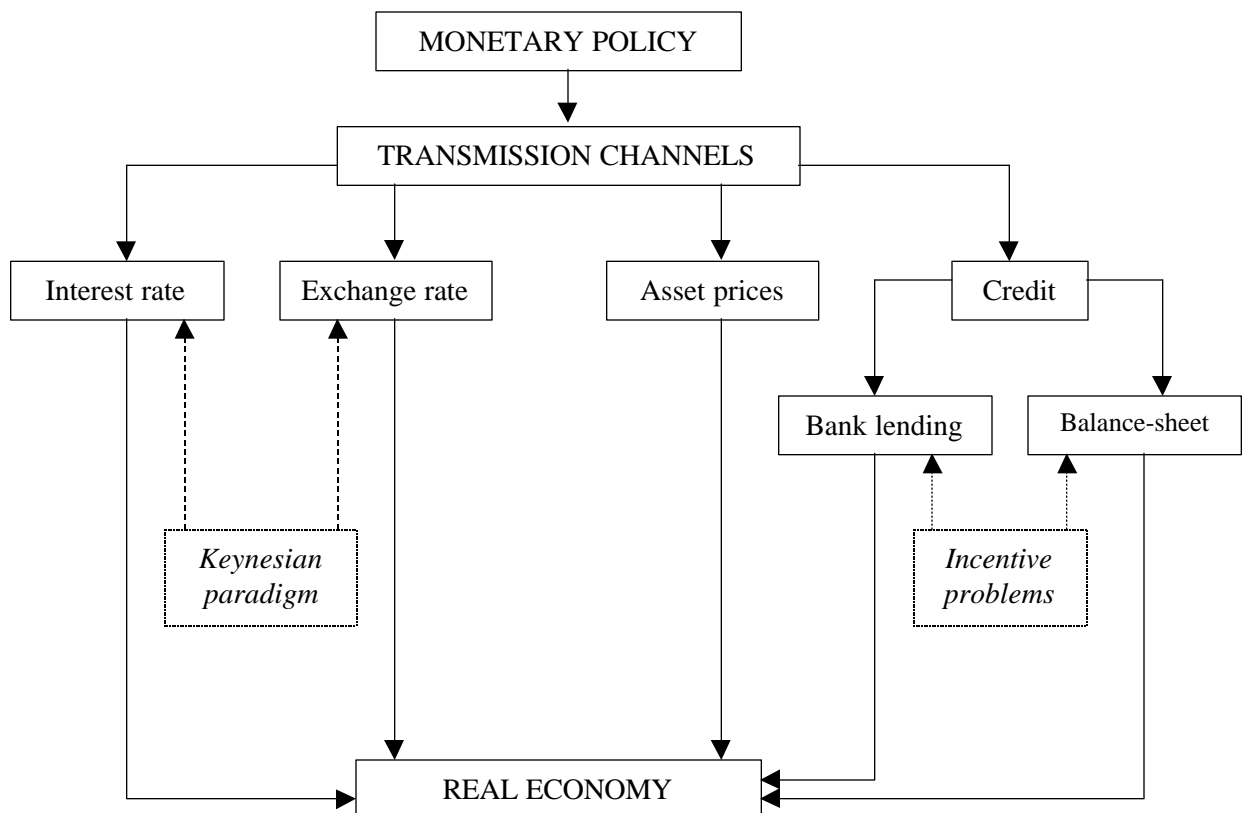 MONETARY POLICY
TRANSMISSION CHANNELS
Interest rate
Exchange rate
Asset prices
Credit
Bank lending
Balance-sheet
Keynesian
paradigm
Incentive
problems
REAL ECONOMY